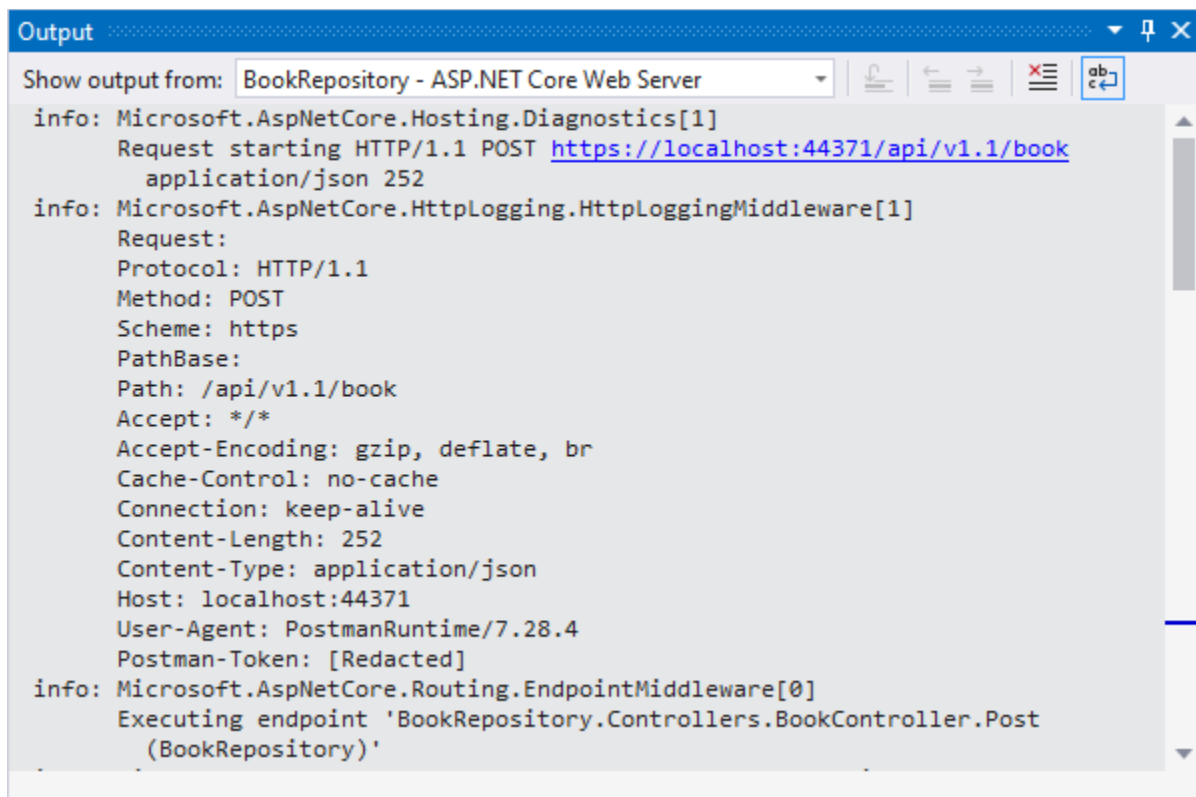 Output
Show output from: BookRepository - ASP.NET Core Web Server
info: Microsoft.AspNetCore.Hosting.Diagnostics[1]
Request starting HTTP/1.1 POST https://localhost:44371/api/v1.1/book
application/json 252
info: Microsoft.AspNetCore.HttpLogging.HttpLoggingMiddleware[1]
Request:
Protocol: HTTP/1.1
Method: POST
Scheme: https
PathBase:
Path: /api/v1.1/book
Accept: */*
Accept-Encoding: gzip, deflate, br
Cache-Control: no-cache
Connection: keep-alive
Content-Length: 252
Content-Type: application/json
Host: localhost:44371
User-Agent: PostmanRuntime/7.28.4
Postman-Token: [Redacted]
info: Microsoft.AspNetCore.Routing.EndpointMiddleware[0]
Executing endpoint 'BookRepository.Controllers.BookController.Post
(BookRepository)'